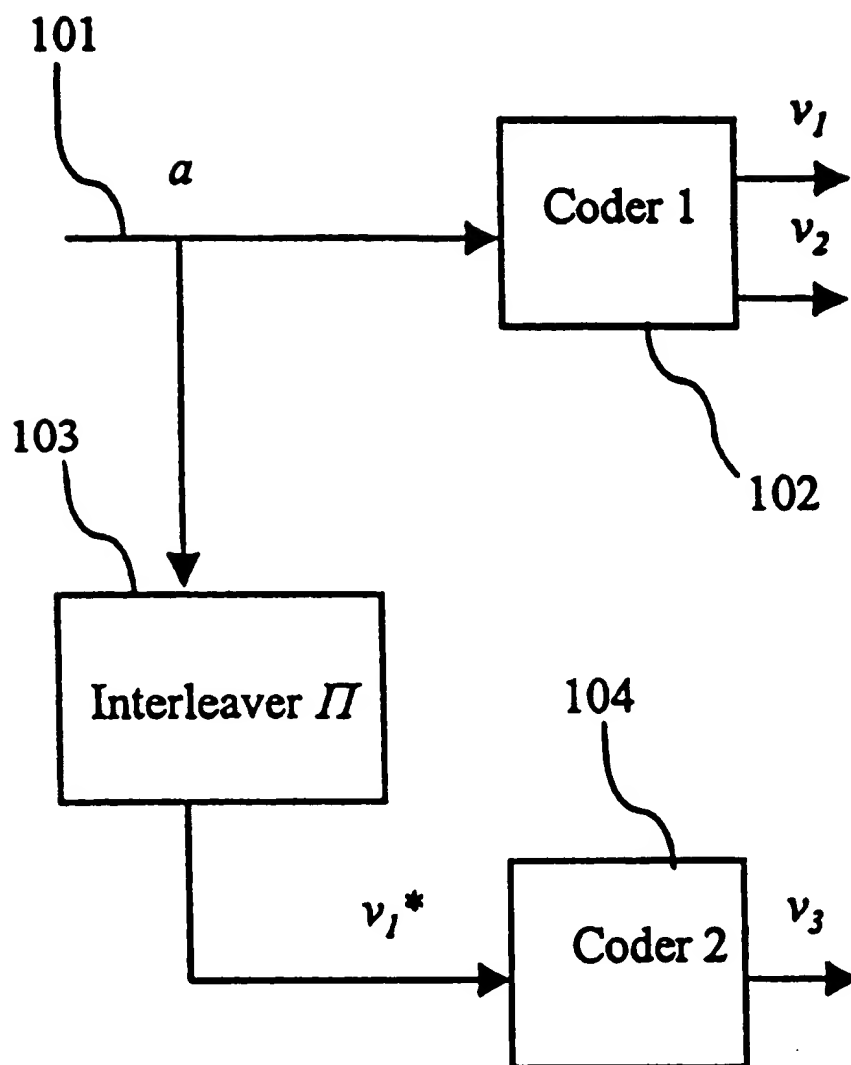 101
a
v1
Coder 1
v2
102
103
Interleaver Π
104
v1*
Coder 2
v3